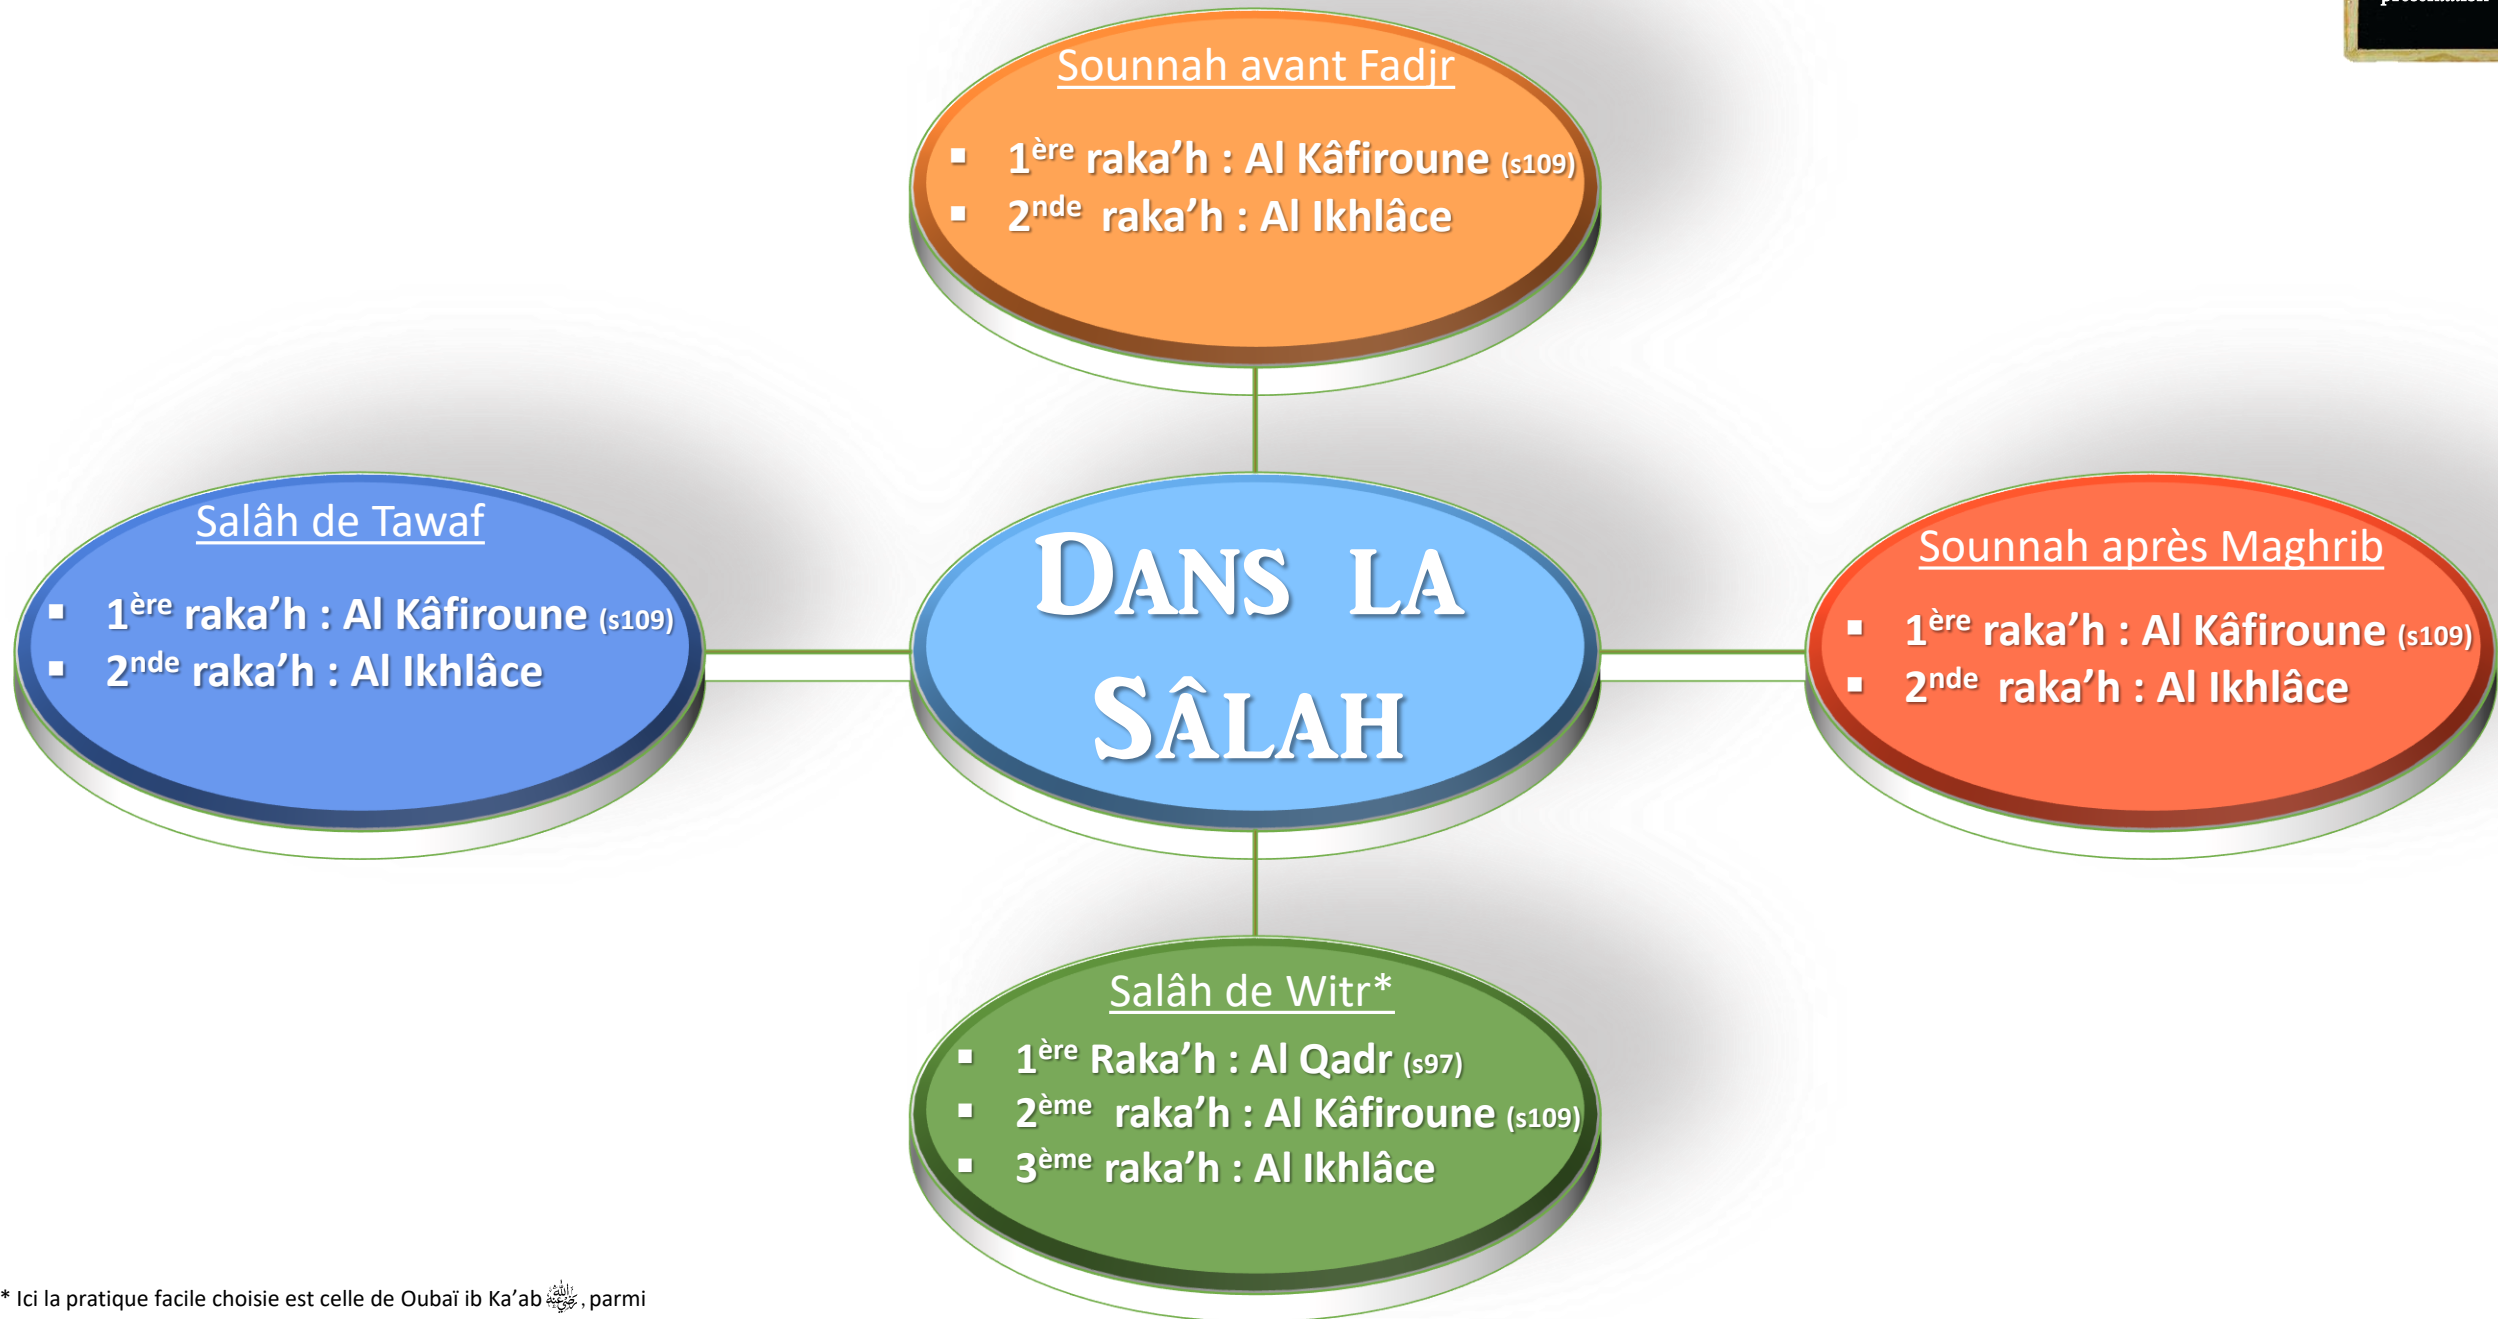 Sounnah avant Fadjr
▪ 1ère raka’h : Al Kâfiroune (s109)
▪ 2nde raka’h : Al Ikhlâce
Salâh de Tawaf
▪ 1ère raka’h : Al Kâfiroune (s109)
▪ 2nde raka’h : Al Ikhlâce
DANS LA
SÂLAH
Sounnah après Maghrib
▪ 1ère raka’h : Al Kâfiroune (s109)
▪ 2nde raka’h : Al Ikhlâce
Salâh de Witr*
▪ 1ère Raka’h : Al Qadr (s97)
▪ 2ème raka’h : Al Kâfiroune (s109)
▪ 3ème raka’h : Al Ikhlâce
* Ici la pratique facile choisie est celle de Oubaï ib Ka’ab رضي الله عنه, parmi